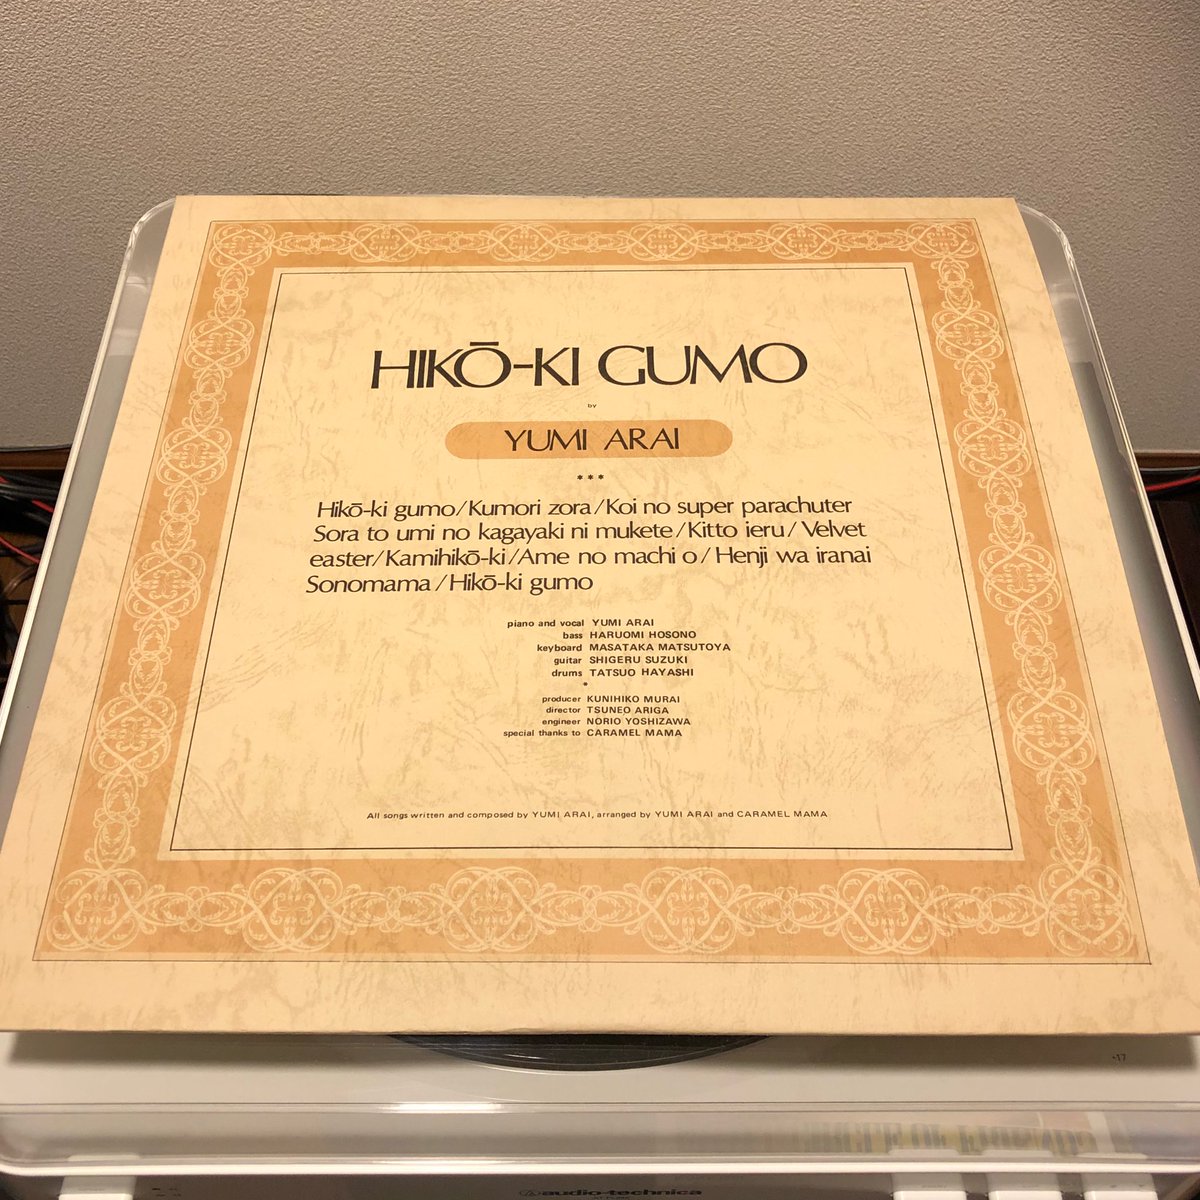 HIKŌ-KI GUMO
by
YUMI ARAI
***
Hikō-ki gumo/Kumori zora/Koi no super parachuter
Sora to umi no kagayaki ni mukete/Kitto ieru/Velvet
easter/Kamihikō-ki/Ame no machi o/Henji wa iranai
Sonomama/Hikō-ki gumo
piano and vocal YUMI ARAI
bass HARUOMI HOSONO
keyboard MASATAKA MATSUTOYA
guitar SHIGERU SUZUKI
drums TATSUO HAYASHI
*
producer KUNIHIKO MURAI
director TSUNEO ARIGA
engineer NORIO YOSHIZAWA
special thanks to CARAMEL MAMA
All songs written and composed by YUMI ARAI, arranged by YUMI ARAI and CARAMEL MAMA
+17
audio-technica